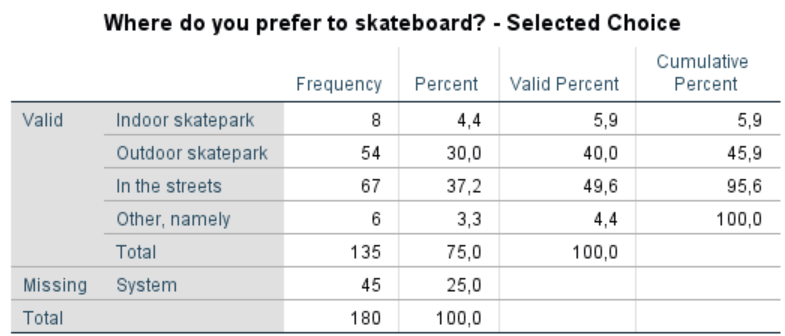 Where do you prefer to skateboard? - Selected Choice
Frequency Percent Valid Percent Cumulative Percent
Valid Indoor skatepark 8 4,4 5,9 5,9
Outdoor skatepark 54 30,0 40,0 45,9
In the streets 67 37,2 49,6 95,6
Other, namely 6 3,3 4,4 100,0
Total 135 75,0 100,0
Missing System 45 25,0
Total 180 100,0